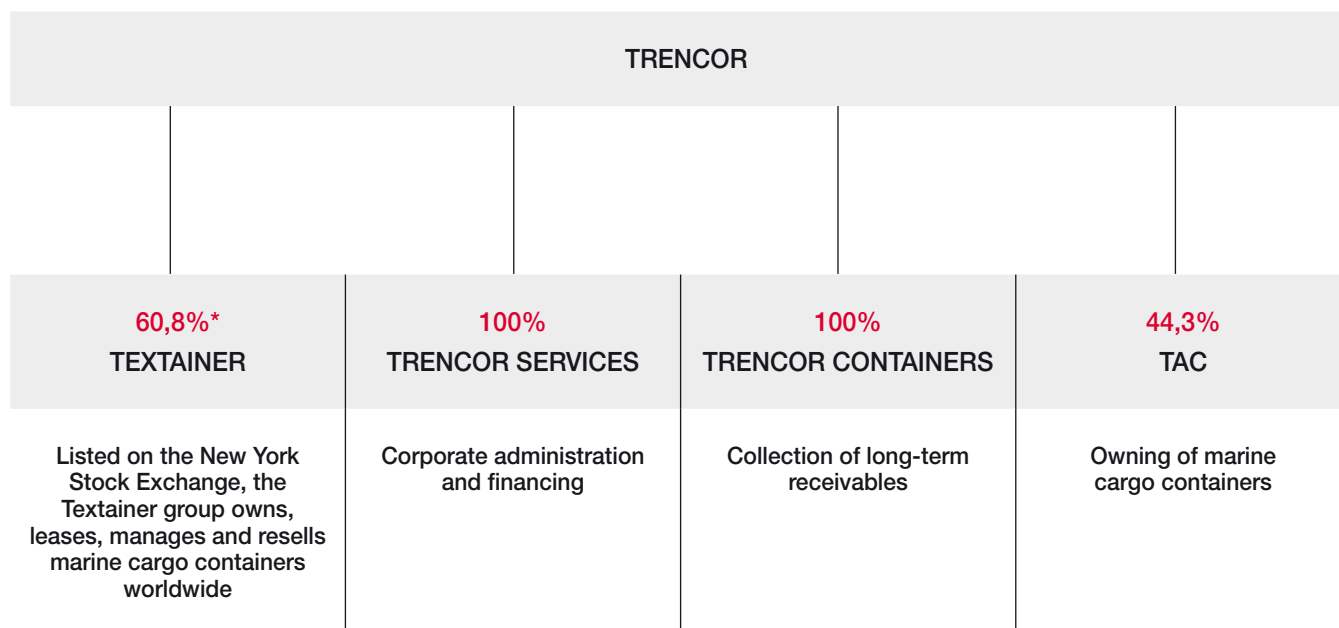 TRENCOR
60,8%*
TEXTAINER
Listed on the New York
Stock Exchange, the
Textainer group owns,
leases, manages and resells
marine cargo containers
worldwide
100%
TRENCOR SERVICES
Corporate administration
and financing
100%
TRENCOR CONTAINERS
Collection of long-term
receivables
44,3%
TAC
Owning of marine
cargo containers